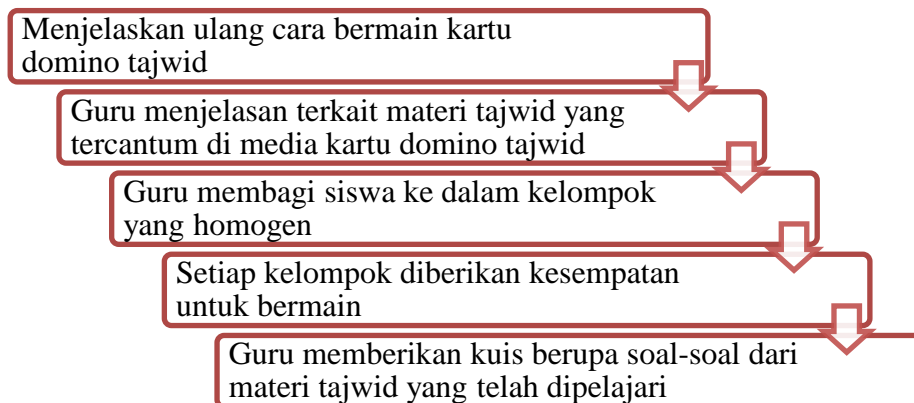 Menjelaskan ulang cara bermain kartu
domino tajwid
Guru menjelasan terkait materi tajwid yang
tercantum di media kartu domino tajwid
Guru membagi siswa ke dalam kelompok
yang homogen
Setiap kelompok diberikan kesempatan
untuk bermain
Guru memberikan kuis berupa soal-soal dari
materi tajwid yang telah dipelajari